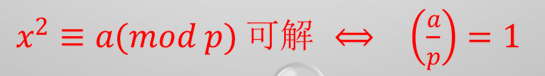 x² ≡ a(mod p) 可解 ⇔ (a/p) = 1